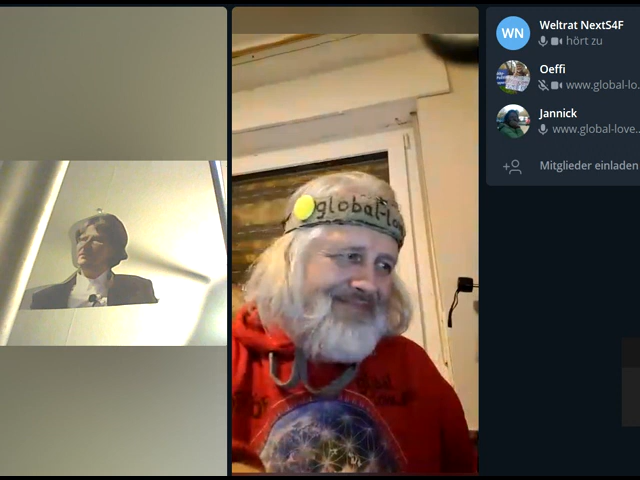 WN
Weltrat NextS4F
hört zu
Oeffi
www.global-lo..
Jannick
www.global-love..
Mitglieder einladen
global-lo